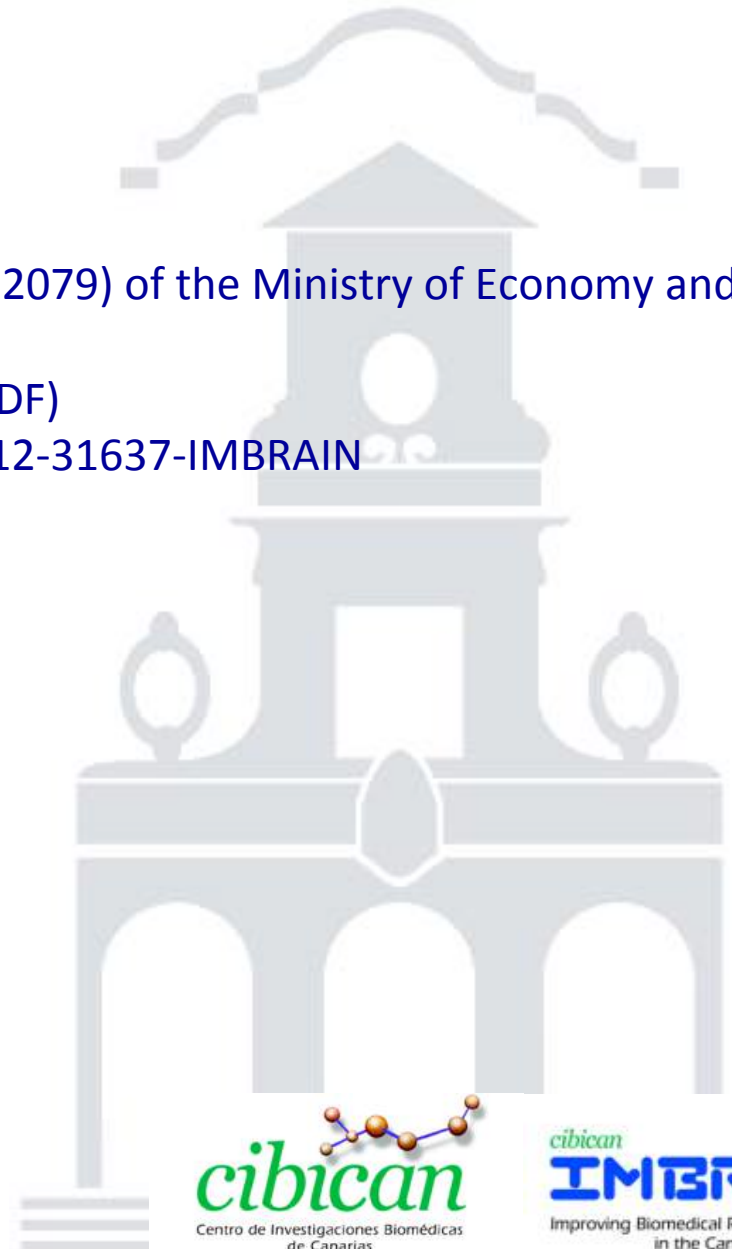 2079) of the Ministry of Economy and
DF)
12-31637-IMBRAIN
cibican
Centro de Investigaciones Biomédicas
de Canarias
cibican
Improving Biomedical
in the